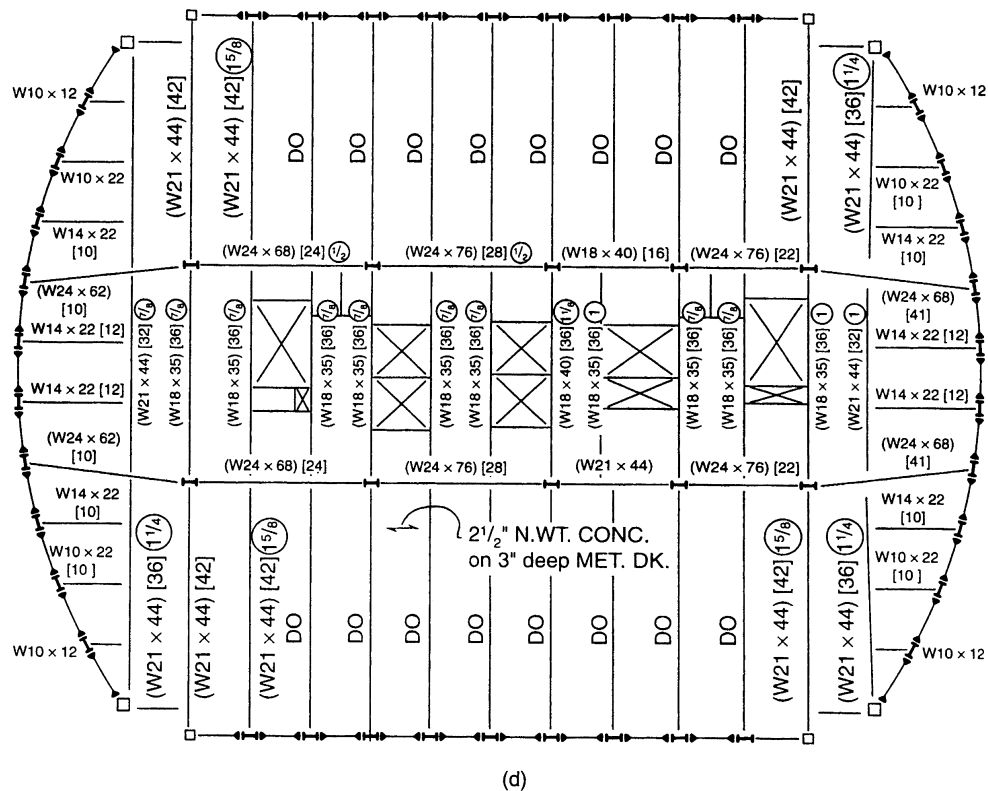 W10 × 12
(W21 × 44) [42]
(W21 × 44) [42] 1 5/8
DO
DO
DO
DO
DO
DO
DO
DO
(W21 × 44) [42]
(W21 × 44) [36] 1 1/4
W10 × 12
W10 × 22
W10 × 22
[10 ]
W14 × 22
[10]
W14 × 22
[10]
(W24 × 68) [24] 1/2
(W24 × 76) [28] 1/2
(W18 × 40) [16]
(W24 × 76) [22]
(W24 × 62)
[10]
(W24 × 68)
[41]
W14 × 22 [12]
W14 × 22 [12]
(W21 × 44) [32] 7/8
(W18 × 35) [36] 7/8
(W18 × 35) [36] 7/8
(W18 × 35) [36] 7/8
(W18 × 35) [36] 7/8
(W18 × 35) [36] 7/8
(W18 × 35) [36] 7/8
(W18 × 40) [36] 1 1/8
(W18 × 35) [36] 1
(W18 × 35) [36] 7/8
(W18 × 35) [36] 7/8
(W18 × 35) [36] 1
(W21 × 44) [32] 1
W14 × 22 [12]
W14 × 22 [12]
(W24 × 62)
[10]
(W24 × 68)
[41]
(W24 × 68) [24]
(W24 × 76) [28]
(W21 × 44)
(W24 × 76) [22]
W14 × 22
[10]
W14 × 22
[10]
2 1/2" N.WT. CONC.
on 3" deep MET. DK.
W10 × 22
[10 ]
W10 × 22
[10 ]
(W21 × 44) [36] 1 1/4
(W21 × 44) [42]
(W21 × 44) [42] 1 5/8
DO
DO
DO
DO
DO
DO
DO
DO
(W21 × 44) [42] 1 5/8
(W21 × 44) [36] 1 1/4
W10 × 12
W10 × 12
(d)